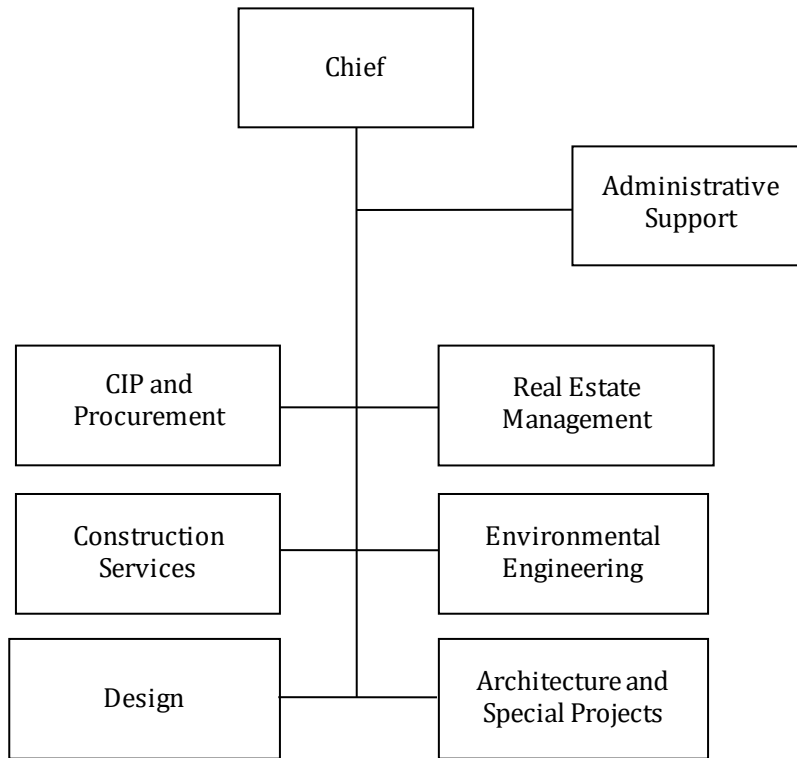 Chief
Administrative
Support
CIP and
Procurement
Real Estate
Management
Construction
Services
Environmental
Engineering
Design
Architecture and
Special Projects